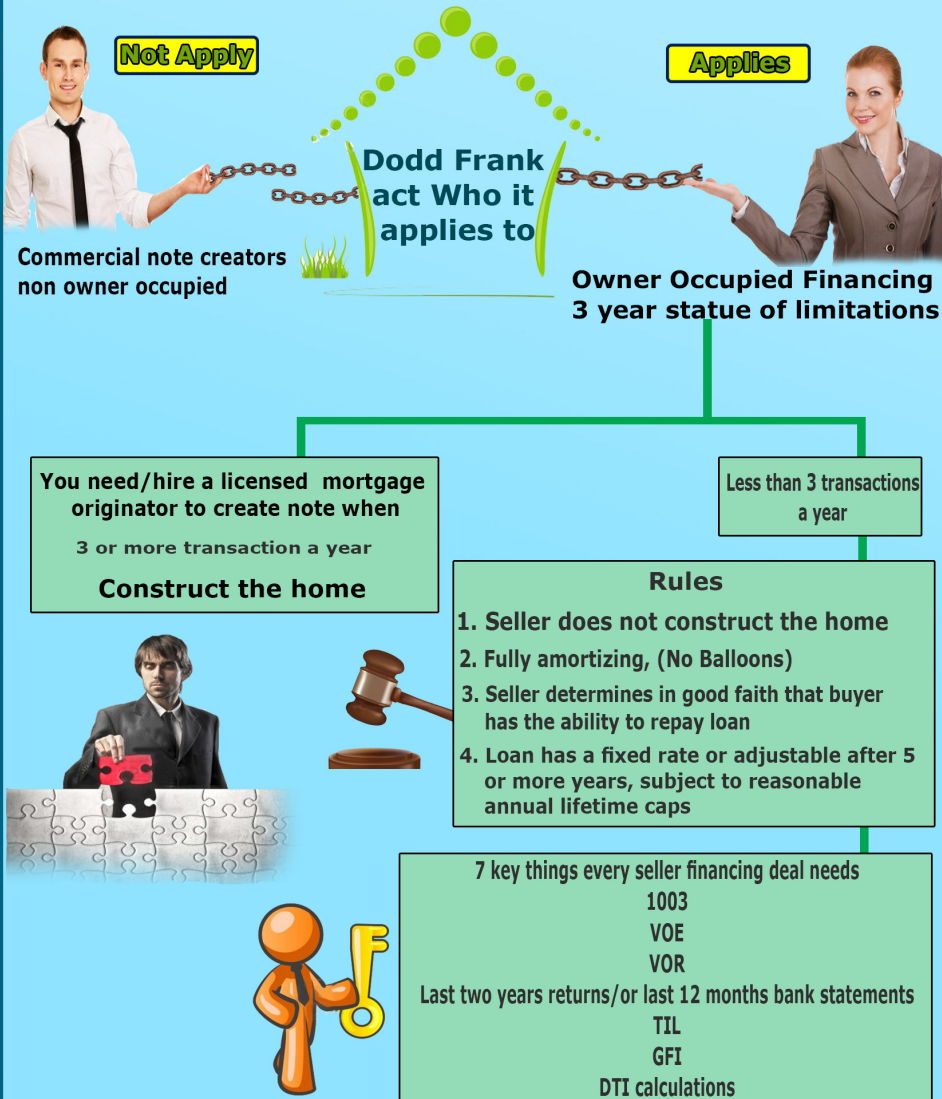 Not Apply
Applies
Dodd Frank
act Who it
applies to
Commercial note creators
non owner occupied
Owner Occupied Financing
3 year statue of limitations
You need/hire a licensed mortgage
originator to create note when
3 or more transaction a year
Construct the home
Less than 3 transactions
a year
Rules
1. Seller does not construct the home
2. Fully amortizing, (No Balloons)
3. Seller determines in good faith that buyer
has the ability to repay loan
4. Loan has a fixed rate or adjustable after 5
or more years, subject to reasonable
annual lifetime caps
7 key things every seller financing deal needs
1003
VOE
VOR
Last two years returns/or last 12 months bank statements
TIL
GFI
DTI calculations